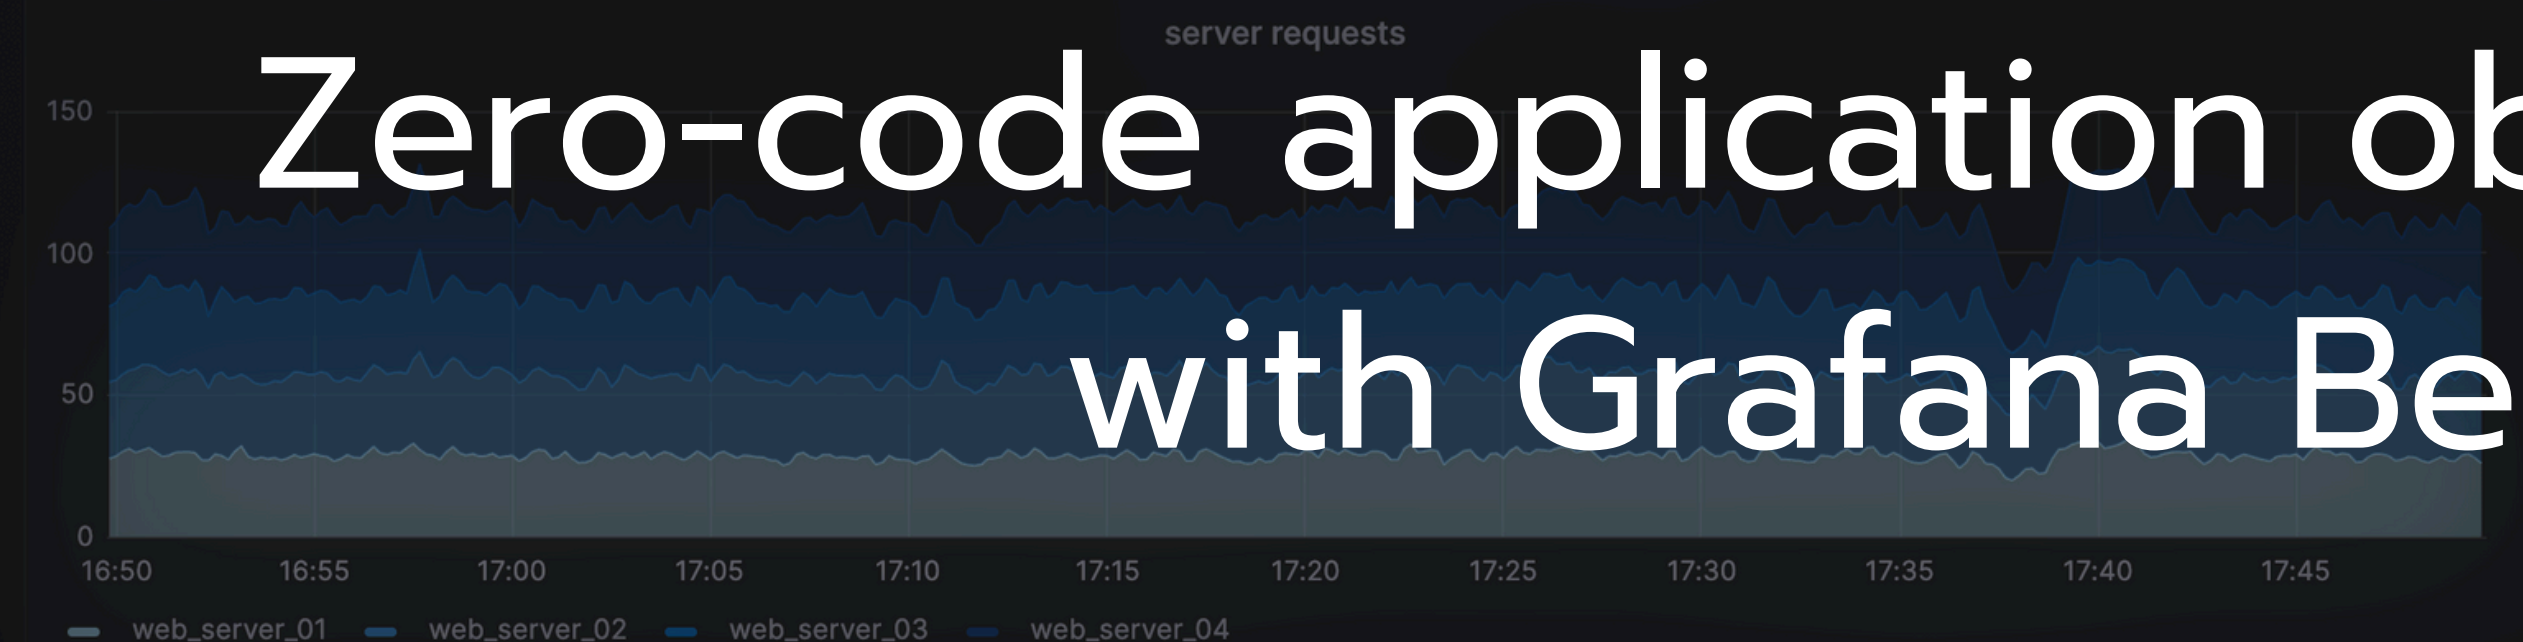 server requests
Zero-code application ob
with Grafana Be
150
100
50
0
16:50 16:55 17:00 17:05 17:10 17:15 17:20 17:25 17:30 17:35 17:40 17:45
web_server_01 web_server_02 web_server_03 web_server_04